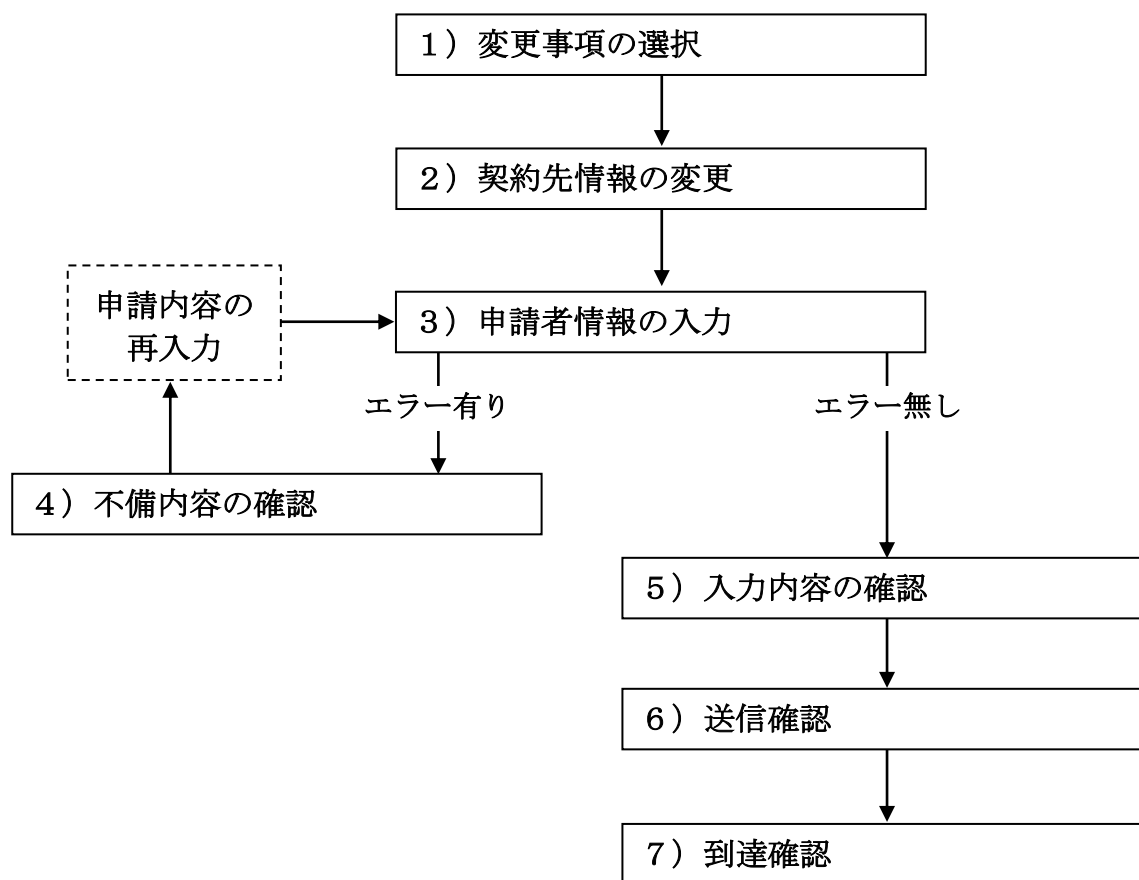 １）変更事項の選択
２）契約先情報の変更
申請内容の
再入力
３）申請者情報の入力
エラー有り
エラー無し
４）不備内容の確認
５）入力内容の確認
６）送信確認
７）到達確認